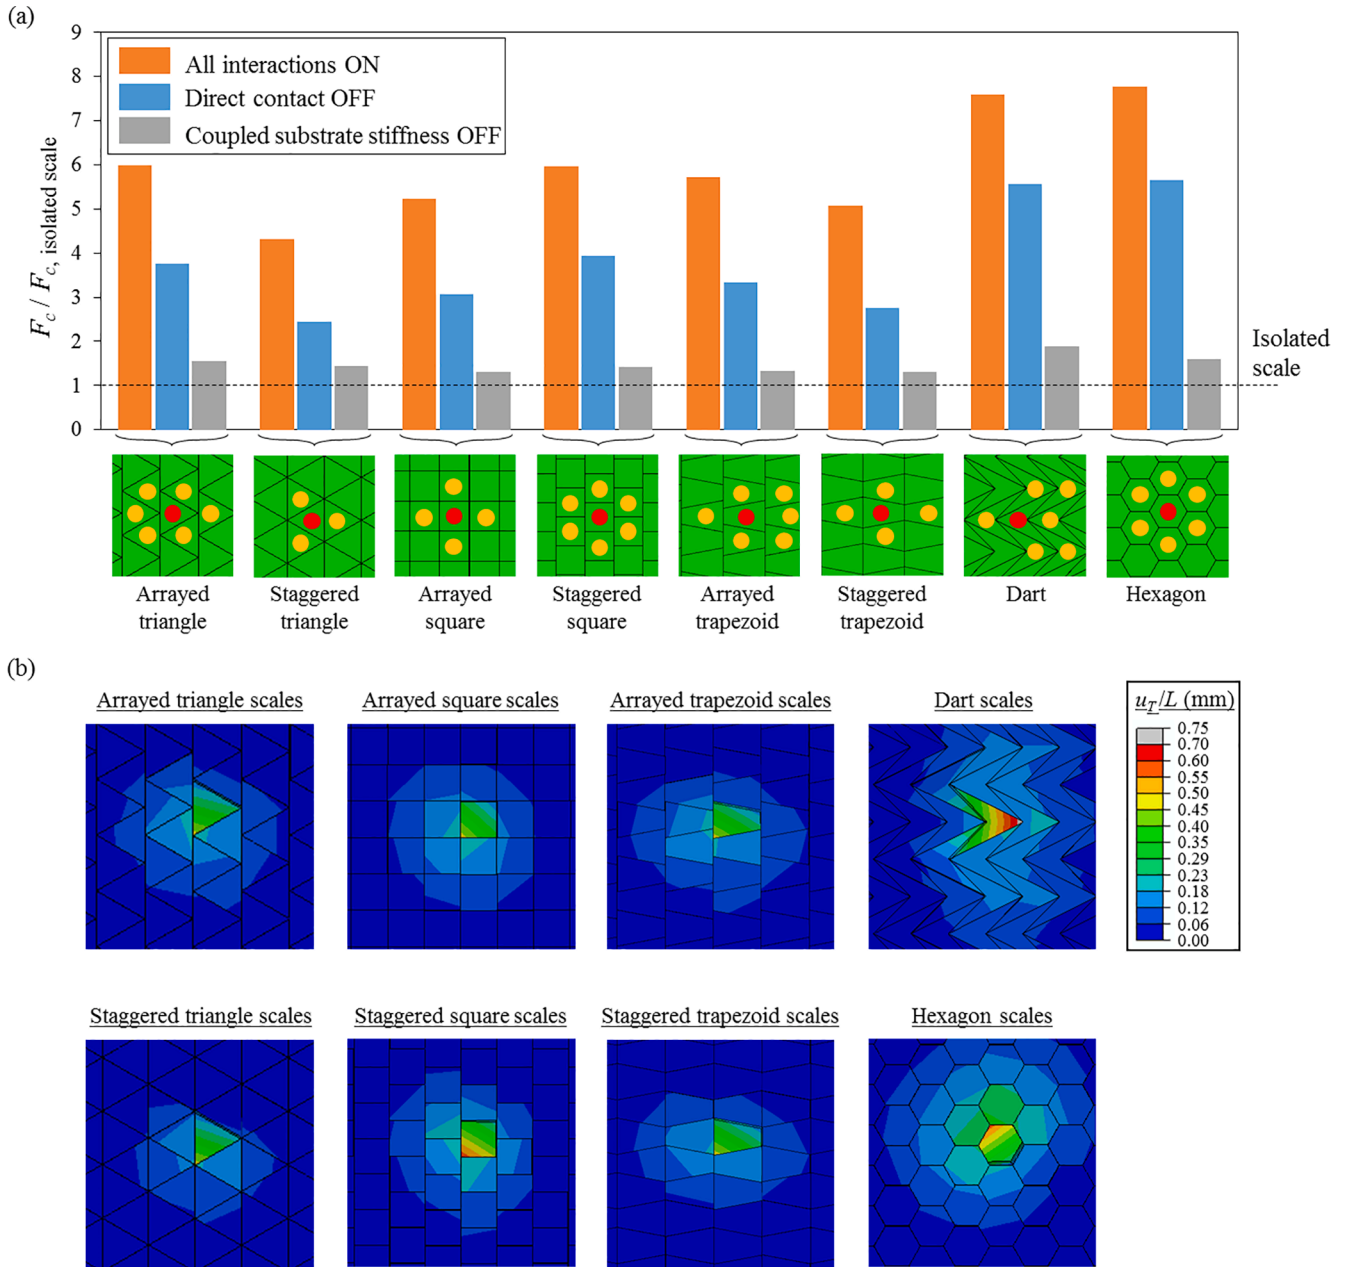 (a)
9
8
7
6
5
4
3
2
1
0
F_c / F_c, isolated scale
All interactions ON
Direct contact OFF
Coupled substrate stiffness OFF
Isolated
scale
Arrayed
triangle
Staggered
triangle
Arrayed
square
Staggered
square
Arrayed
trapezoid
Staggered
trapezoid
Dart
Hexagon
(b)
Arrayed triangle scales
Arrayed square scales
Arrayed trapezoid scales
Dart scales
u_T/L (mm)
0.75
0.70
0.60
0.55
0.50
0.45
0.40
0.35
0.29
0.23
0.18
0.12
0.06
0.00
Staggered triangle scales
Staggered square scales
Staggered trapezoid scales
Hexagon scales